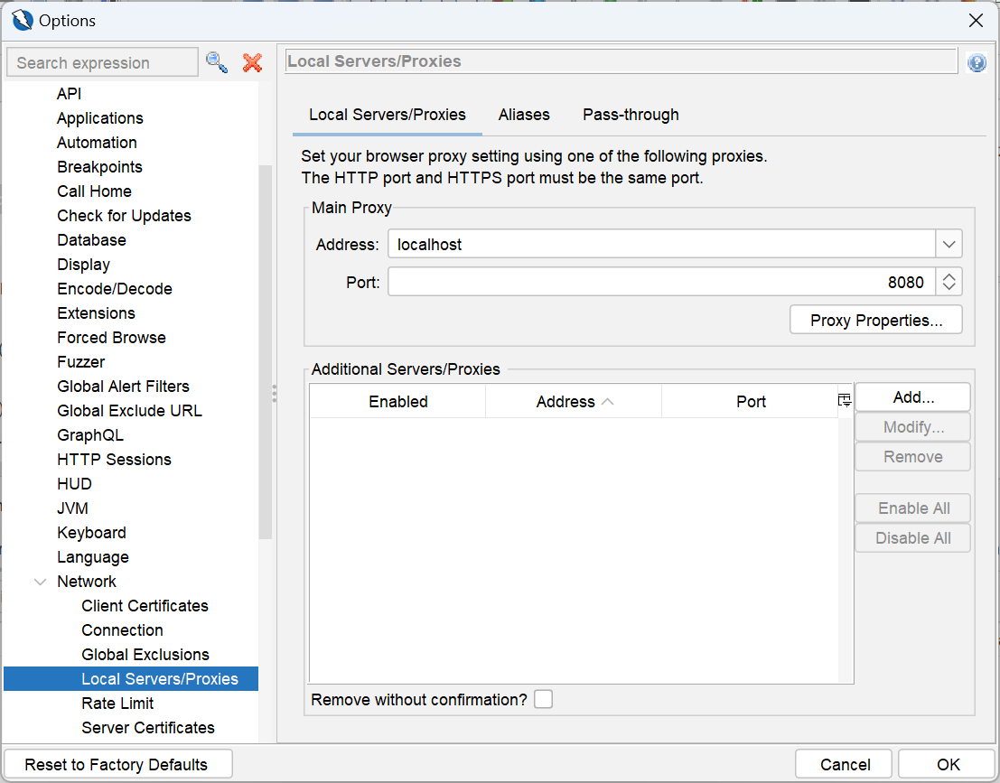 Options
Search expression
API
Applications
Automation
Breakpoints
Call Home
Check for Updates
Database
Display
Encode/Decode
Extensions
Forced Browse
Fuzzer
Global Alert Filters
Global Exclude URL
GraphQL
HTTP Sessions
HUD
JVM
Keyboard
Language
Network
Client Certificates
Connection
Global Exclusions
Local Servers/Proxies
Rate Limit
Server Certificates
Local Servers/Proxies
Local Servers/Proxies Aliases Pass-through
Set your browser proxy setting using one of the following proxies.
The HTTP port and HTTPS port must be the same port.
Main Proxy
Address: localhost
Port: 8080
Proxy Properties...
Additional Servers/Proxies
Enabled Address Port
Add...
Modify...
Remove
Enable All
Disable All
Remove without confirmation?
Reset to Factory Defaults Cancel OK